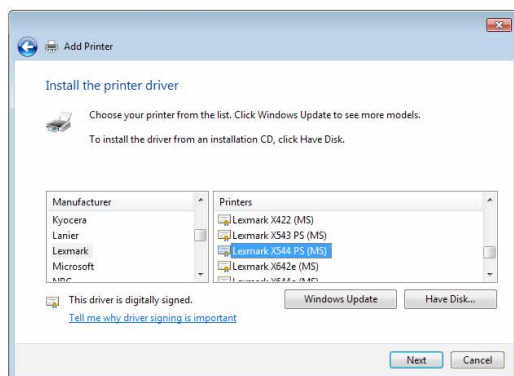 Add Printer
Install the printer driver
Choose your printer from the list. Click Windows Update to see more models.
To install the driver from an installation CD, click Have Disk.
Manufacturer
Kyocera
Lanier
Lexmark
Microsoft
Printers
Lexmark X422 (MS)
Lexmark X543 PS (MS)
Lexmark X544 PS (MS)
Lexmark X642e (MS)
This driver is digitally signed.
Tell me why driver signing is important
Windows Update
Have Disk...
Next
Cancel